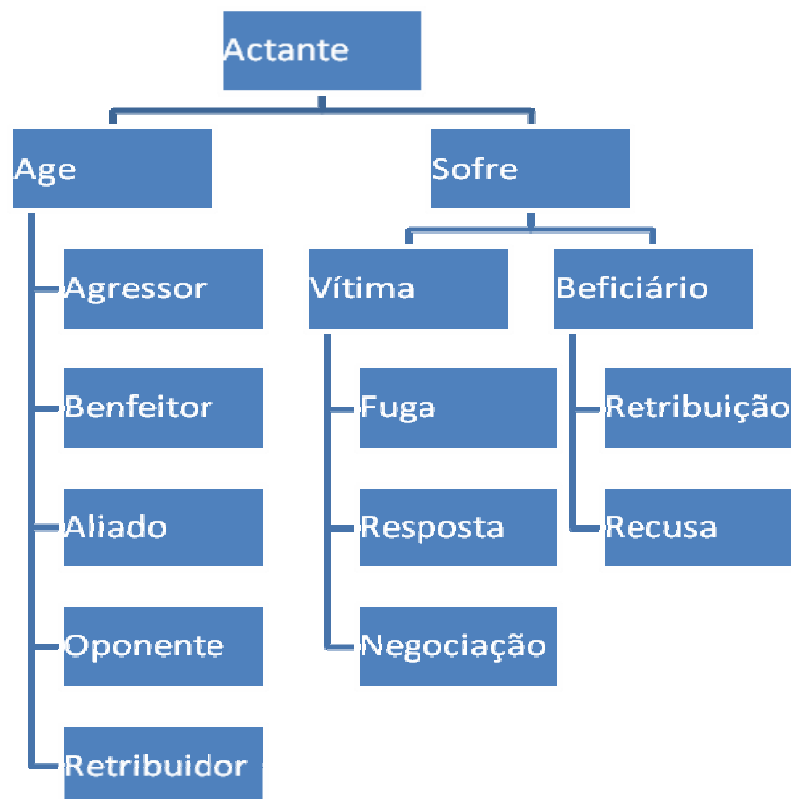 Actante
Age
Sofre
Agressor
Vítima
Beficiário
Benfeitor
Fuga
Retribuição
Aliado
Resposta
Recusa
Oponente
Negociação
Retribuidor